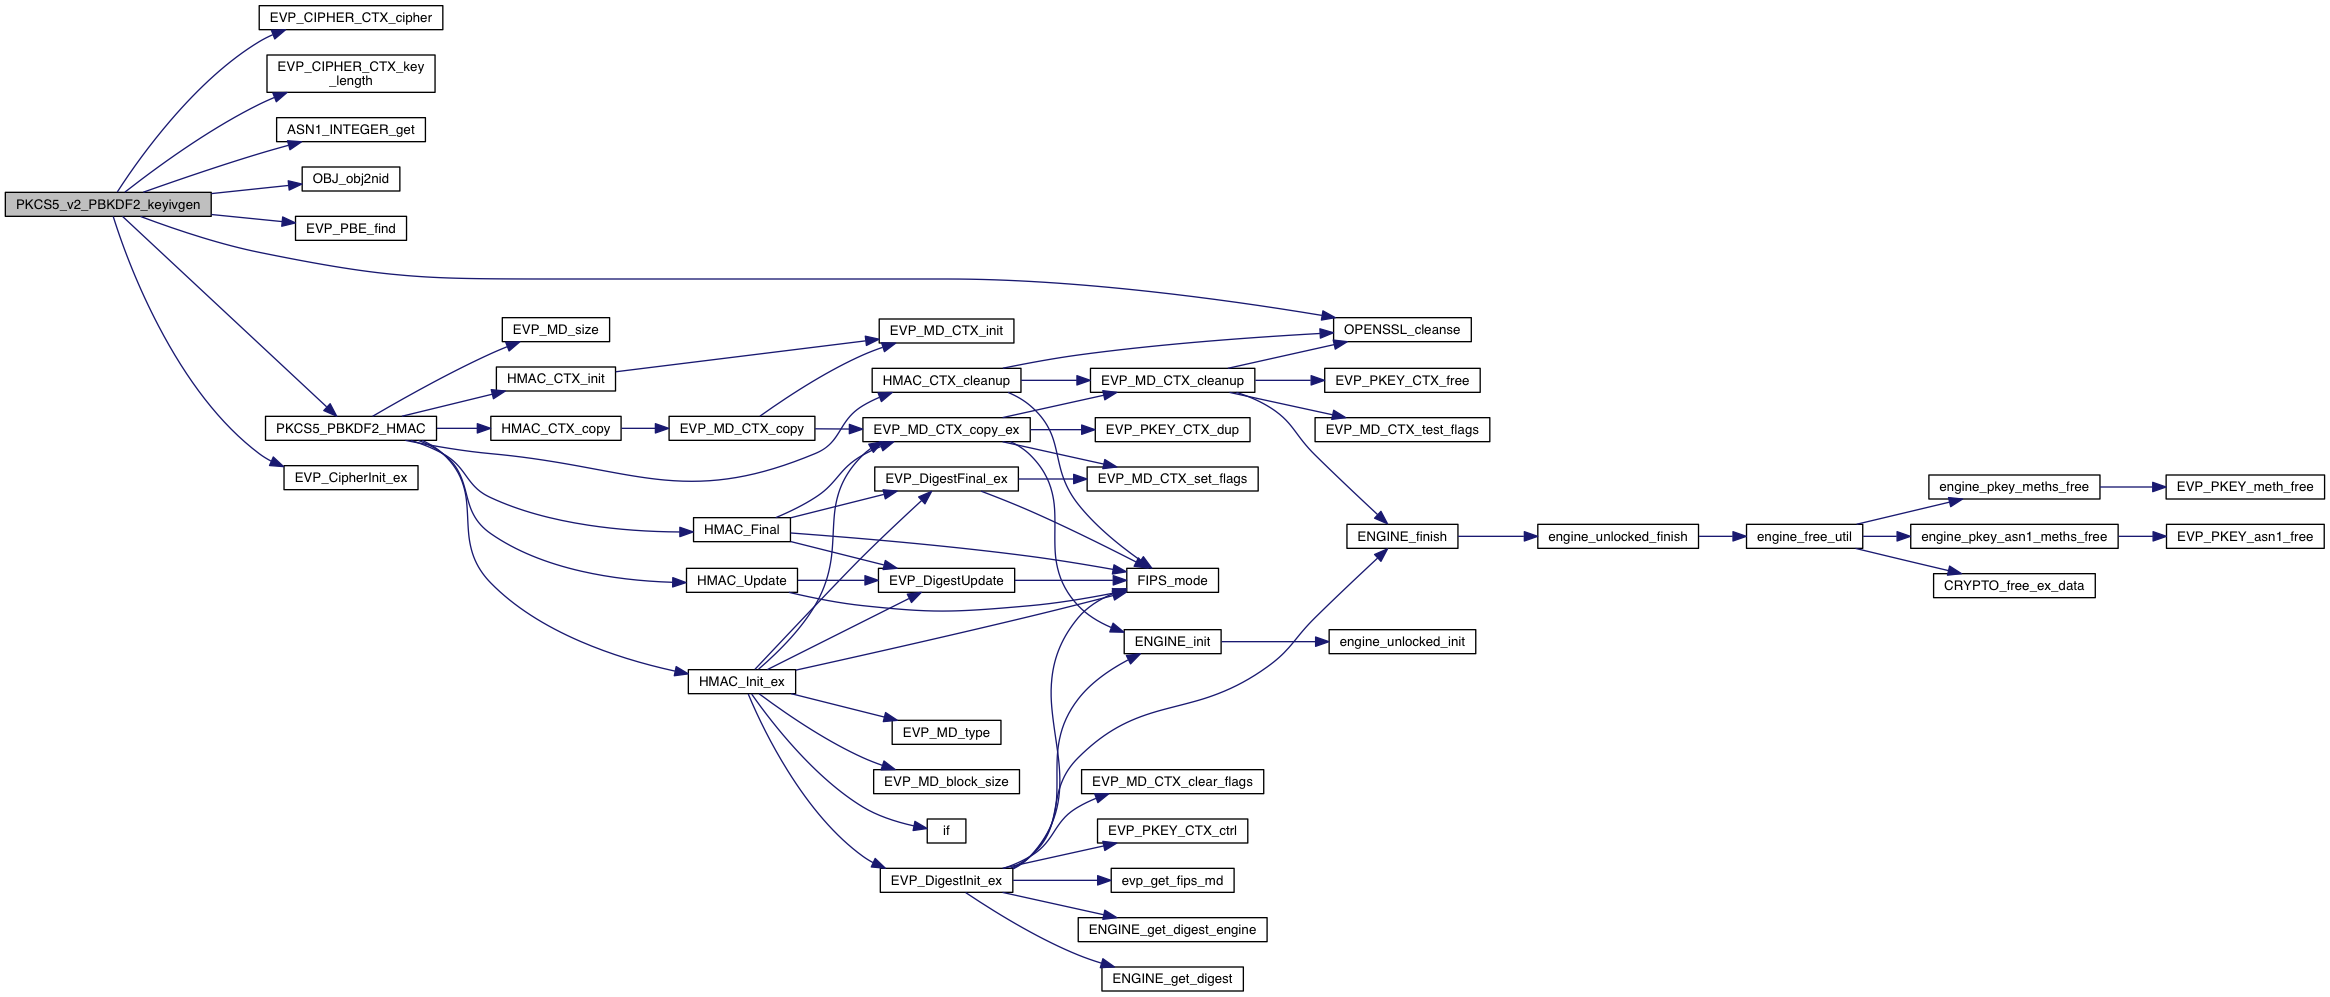 EVP_CIPHER_CTX_cipher
EVP_CIPHER_CTX_key
_length
ASN1_INTEGER_get
OBJ_obj2nid
PKCS5_v2_PBKDF2_keyivgen
EVP_PBE_find
EVP_MD_size
EVP_MD_CTX_init
OPENSSL_cleanse
HMAC_CTX_init
HMAC_CTX_cleanup
EVP_MD_CTX_cleanup
EVP_PKEY_CTX_free
PKCS5_PBKDF2_HMAC
HMAC_CTX_copy
EVP_MD_CTX_copy
EVP_MD_CTX_copy_ex
EVP_PKEY_CTX_dup
EVP_MD_CTX_test_flags
EVP_CipherInit_ex
EVP_DigestFinal_ex
EVP_MD_CTX_set_flags
engine_pkey_meths_free
EVP_PKEY_meth_free
HMAC_Final
ENGINE_finish
engine_unlocked_finish
engine_free_util
engine_pkey_asn1_meths_free
EVP_PKEY_asn1_free
HMAC_Update
EVP_DigestUpdate
FIPS_mode
CRYPTO_free_ex_data
ENGINE_init
engine_unlocked_init
HMAC_Init_ex
EVP_MD_type
EVP_MD_block_size
EVP_MD_CTX_clear_flags
if
EVP_PKEY_CTX_ctrl
EVP_DigestInit_ex
evp_get_fips_md
ENGINE_get_digest_engine
ENGINE_get_digest